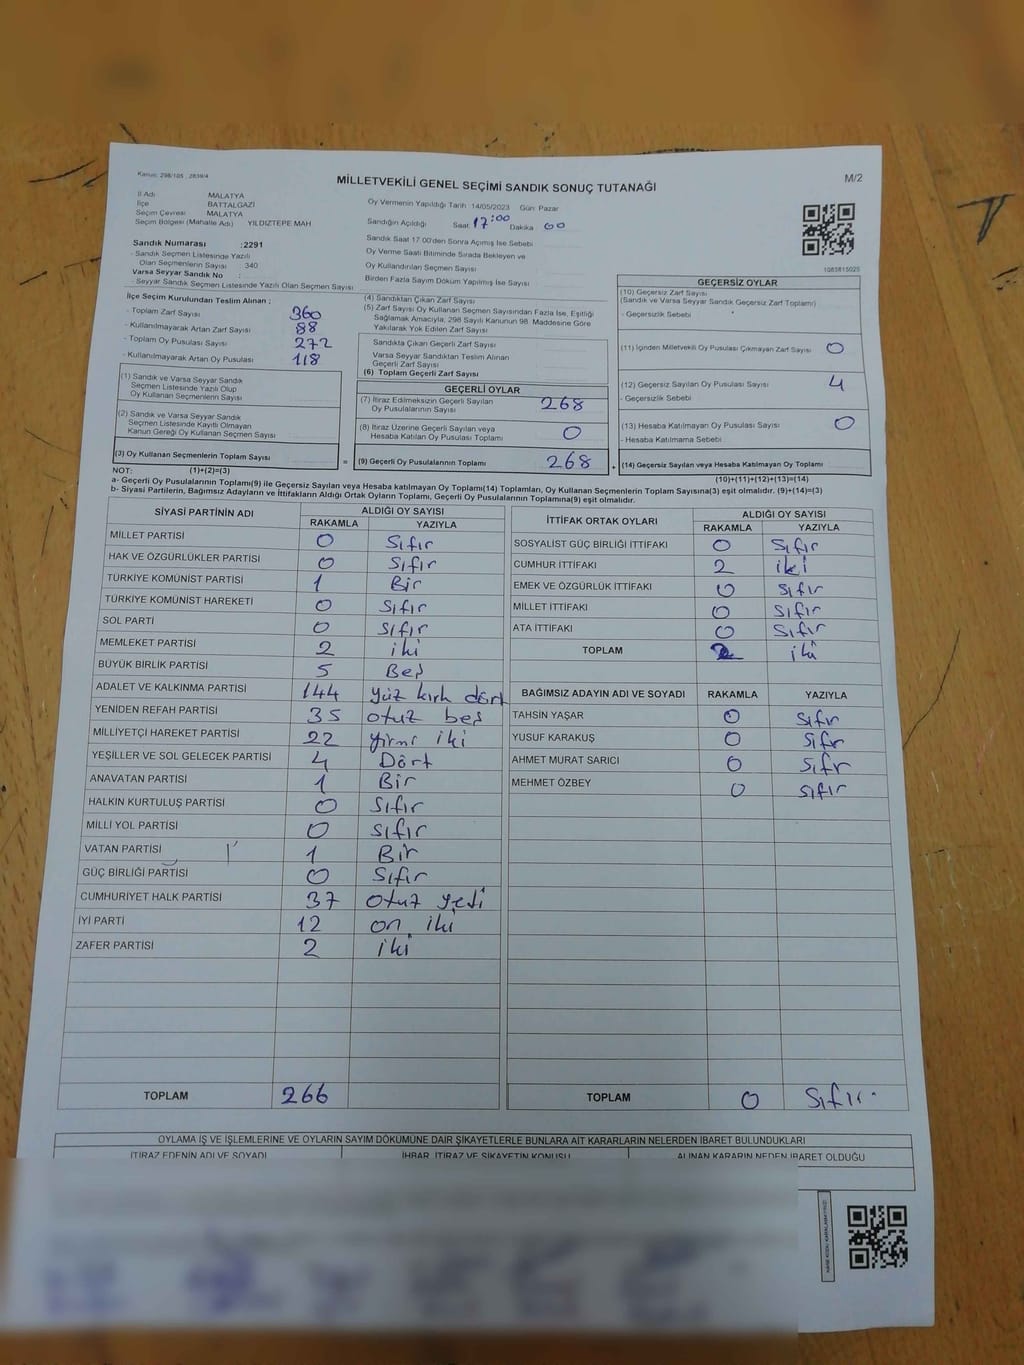 Kanun: 298/105 , 2839/4
MİLLETVEKİLİ GENEL SEÇİMİ SANDIK SONUÇ TUTANAĞI
M/2
İl Adı MALATYA
İlçe BATTALGAZİ
Seçim Çevresi MALATYA
Seçim Bölgesi (Mahalle Adı) YILDIZTEPE MAH
Oy Vermenin Yapıldığı Tarih 14/05/2023 Gün: Pazar
Sandığın Açıldığı Saat 17:00 Dakika 00
Sandık Saat 17.00'den Sonra Açımış İse Sebebi
Oy Verme Saati Bitiminde Sırada Bekleyen ve
Oy Kullandırılan Seçmen Sayısı
Birden Fazla Sayım Döküm Yapılmış İse Sayısı
1083815025
Sandık Numarası :2291
- Sandık Seçmen Listesinde Yazılı
Olan Seçmenlerin Sayısı 340
Varsa Seyyar Sandık No :
- Seyyar Sandık Seçmen Listesinde Yazılı Olan Seçmen Sayısı
İlçe Seçim Kurulundan Teslim Alınan ;
- Toplam Zarf Sayısı 360
- Kullanılmayarak Artan Zarf Sayısı 88
- Toplam Oy Pusulası Sayısı 272
- Kullanılmayarak Artan Oy Pusulası 118
(1) Sandık ve Varsa Seyyar Sandık
Seçmen Listesinde Yazılı Olup
Oy Kullanan Seçmenlerin Sayısı
(2) Sandık ve Varsa Seyyar Sandık
Seçmen Listesinde Kayıtlı Olmayan
Kanun Gereği Oy Kullanan Seçmen Sayısı
(3) Oy Kullanan Seçmenlerin Toplam Sayısı
=
(4) Sandıktan Çıkan Zarf Sayısı
(5) Zarf Sayısı Oy Kullanan Seçmen Sayısından Fazla İse, Eşitliği
Sağlamak Amacıyla, 298 Sayılı Kanunun 98. Maddesine Göre
Yakılarak Yok Edilen Zarf Sayısı
Sandıkta Çıkan Geçerli Zarf Sayısı
Varsa Seyyar Sandıktan Teslim Alınan
Geçerli Zarf Sayısı
(6) Toplam Geçerli Zarf Sayısı
GEÇERLİ OYLAR
(7) İtiraz Edilmeksizin Geçerli Sayılan
Oy Pusulalarının Sayısı 268
(8) İtiraz Üzerine Geçerli Sayılan veya
Hesaba Katılan Oy Pusulası Toplamı 0
(9) Gerçerli Oy Pusulalarının Toplamı 268
+
GEÇERSİZ OYLAR
(10) Geçersiz Zarf Sayısı
(Sandık ve Varsa Seyyar Sandık Geçersiz Zarf Toplamı)
- Geçersizlik Sebebi
(11) İçinden Milletvekili Oy Pusulası Çıkmayan Zarf Sayısı 0
(12) Geçersiz Sayılan Oy Pusulası Sayısı 4
- Geçersizlik Sebebi
(13) Hesaba Katılmayan Oy Pusulası Sayısı 0
- Hesaba Katılmama Sebebi
(14) Geçersiz Sayılan veya Hesaba Katılmayan Oy Toplamı
NOT: (1)+(2)=(3)
(10)+(11)+(12)+(13)=(14)
a- Geçerli Oy Pusulalarının Toplamı(9) ile Geçersiz Sayılan veya Hesaba katılmayan Oy Toplamı(14) Toplamları, Oy Kullanan Seçmenlerin Toplam Sayısına(3) eşit olmalıdır. (9)+(14)=(3)
b- Siyasi Partilerin, Bağımsız Adayların ve İttifakların Aldığı Ortak Oyların Toplamı, Geçerli Oy Pusulalarının Toplamına(9) eşit olmalıdır.
SİYASİ PARTİNİN ADI
ALDIĞI OY SAYISI
RAKAMLA YAZIYLA
MİLLET PARTİSİ 0 Sıfır
HAK VE ÖZGÜRLÜKLER PARTİSİ 0 Sıfır
TÜRKİYE KOMÜNİST PARTİSİ 1 Bir
TÜRKİYE KOMÜNİST HAREKETİ 0 Sıfır
SOL PARTİ 0 Sıfır
MEMLEKET PARTİSİ 2 iki
BÜYÜK BİRLİK PARTİSİ 5 Beş
ADALET VE KALKINMA PARTİSİ 144 yüz kırk dört
YENİDEN REFAH PARTİSİ 35 otuz beş
MİLLİYETÇİ HAREKET PARTİSİ 22 yirmi iki
YEŞİLLER VE SOL GELECEK PARTİSİ 4 Dört
ANAVATAN PARTİSİ 1 Bir
HALKIN KURTULUŞ PARTİSİ 0 Sıfır
MİLLİ YOL PARTİSİ 0 Sıfır
VATAN PARTİSİ 1 Bir
GÜÇ BİRLİĞİ PARTİSİ 0 Sıfır
CUMHURİYET HALK PARTİSİ 37 otuz yedi
İYİ PARTİ 12 on iki
ZAFER PARTİSİ 2 iki
TOPLAM 266
İTTİFAK ORTAK OYLARI
ALDIĞI OY SAYISI
RAKAMLA YAZIYLA
SOSYALİST GÜÇ BİRLİĞİ İTTİFAKI 0 Sıfır
CUMHUR İTTİFAKI 2 iki
EMEK VE ÖZGÜRLÜK İTTİFAKI 0 Sıfır
MİLLET İTTİFAKI 0 Sıfır
ATA İTTİFAKI 0 Sıfır
TOPLAM 2 iki
BAĞIMSIZ ADAYIN ADI VE SOYADI RAKAMLA YAZIYLA
TAHSİN YAŞAR 0 Sıfır
YUSUF KARAKUŞ 0 Sıfır
AHMET MURAT SARICI 0 Sıfır
MEHMET ÖZBEY 0 Sıfır
TOPLAM 0 Sıfır
OYLAMA İŞ VE İŞLEMLERİNE VE OYLARIN SAYIM DÖKÜMÜNE DAİR ŞİKAYETLERLE BUNLARA AİT KARARLARIN NELERDEN İBARET BULUNDUKLARI
İTİRAZ EDENİN ADI VE SOYADI İHBAR, İTİRAZ VE ŞİKAYETİN KONUSU ALINAN KARARIN NEDEN İBARET OLDUĞU